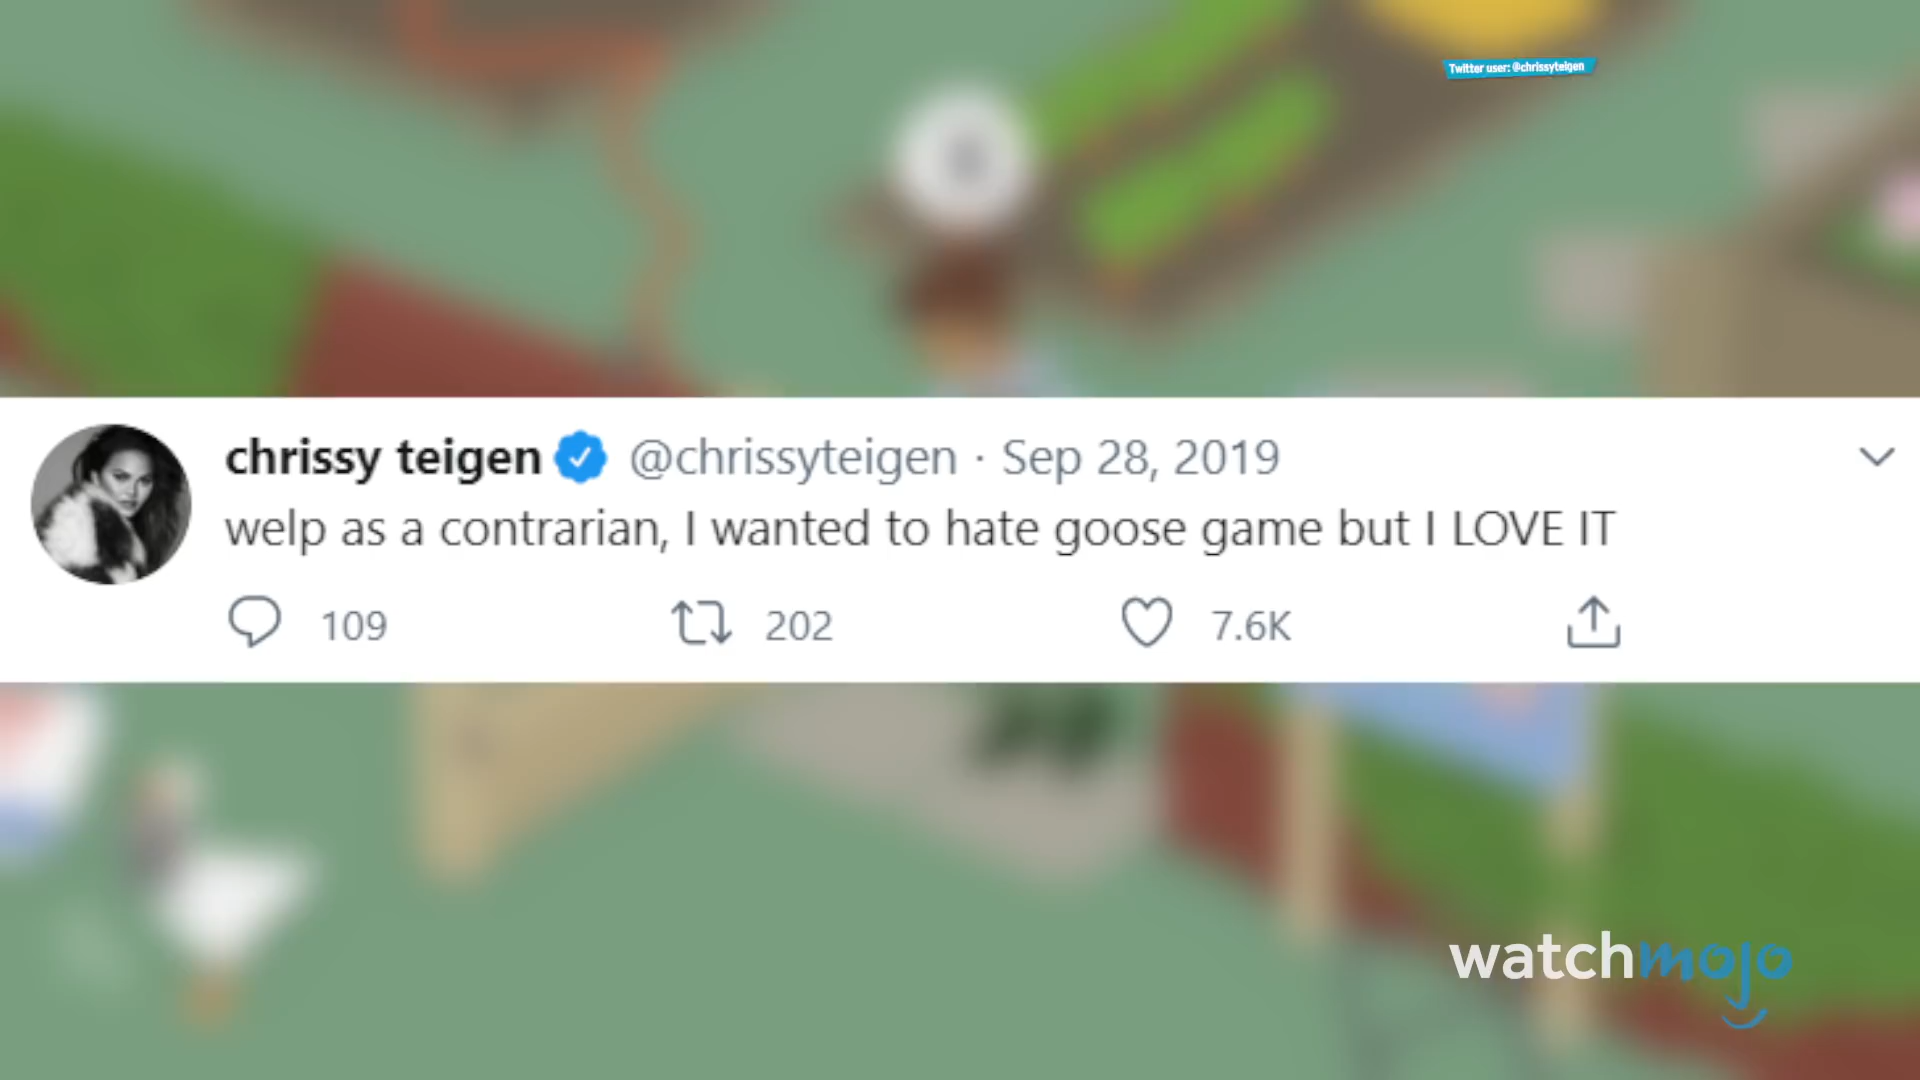 Twitter user: @chrissyteigen
chrissy teigen @chrissyteigen · Sep 28, 2019
welp as a contrarian, I wanted to hate goose game but I LOVE IT
109 202 7.6K
watchmojo